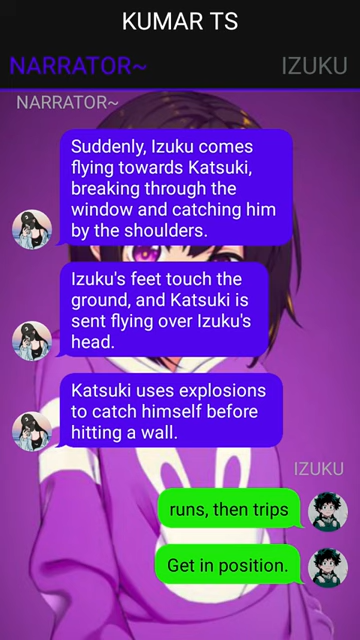 KUMAR TS
NARRATOR~ IZUKU
NARRATOR~
Suddenly, Izuku comes
flying towards Katsuki,
breaking through the
window and catching him
by the shoulders.
Izuku's feet touch the
ground, and Katsuki is
sent flying over Izuku's
head.
Katsuki uses explosions
to catch himself before
hitting a wall.
IZUKU
runs, then trips
Get in position.